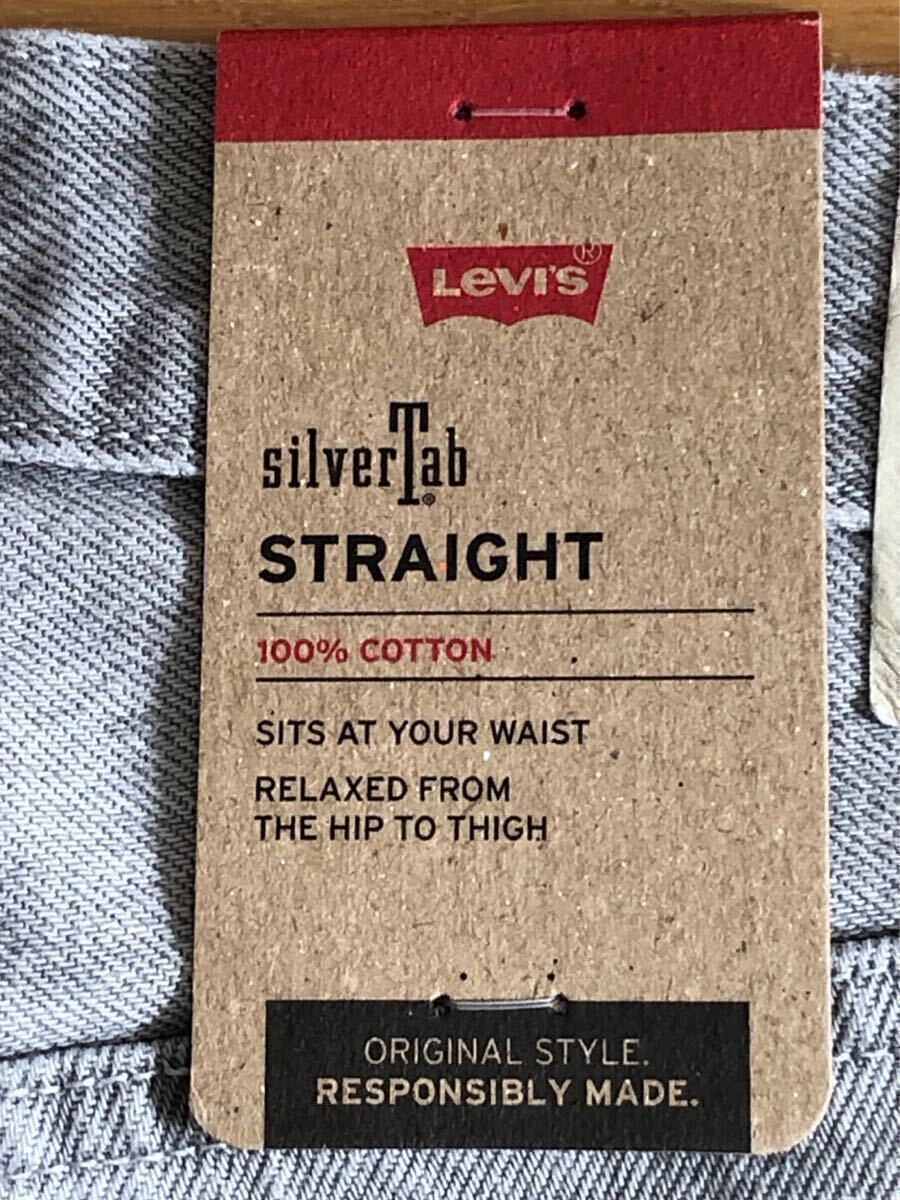 Levi's®
silverTab®
STRAIGHT
100% COTTON
SITS AT YOUR WAIST
RELAXED FROM
THE HIP TO THIGH
ORIGINAL STYLE.
RESPONSIBLY MADE.